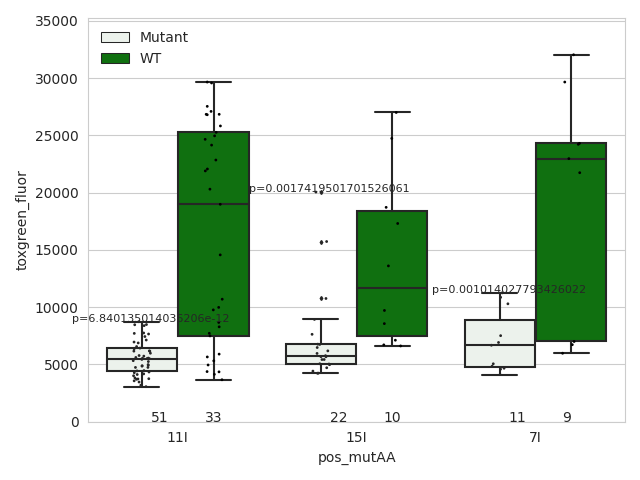 35000
30000
25000
20000
15000
10000
5000
0
toxgreen_fluor
Mutant
WT
p=0.0017419501701526061
p=0.001014027793426022
p=6.840135014035206e-12
51
33
22
10
11
9
11I
15I
7I
pos_mutAA